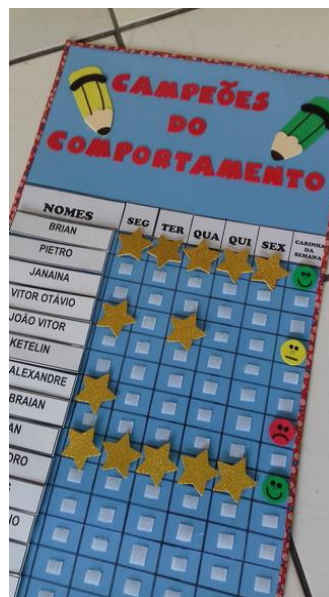 CAMPEÕES
DO
COMPORTAMENTO
NOMES SEG TER QUA QUI SEX CARINHA DA SEMANA
BRIAN
PIETRO
JANAINA
VITOR OTÁVIO
JOÃO VITOR
KETELIN
ALEXANDRE
BRAIAN